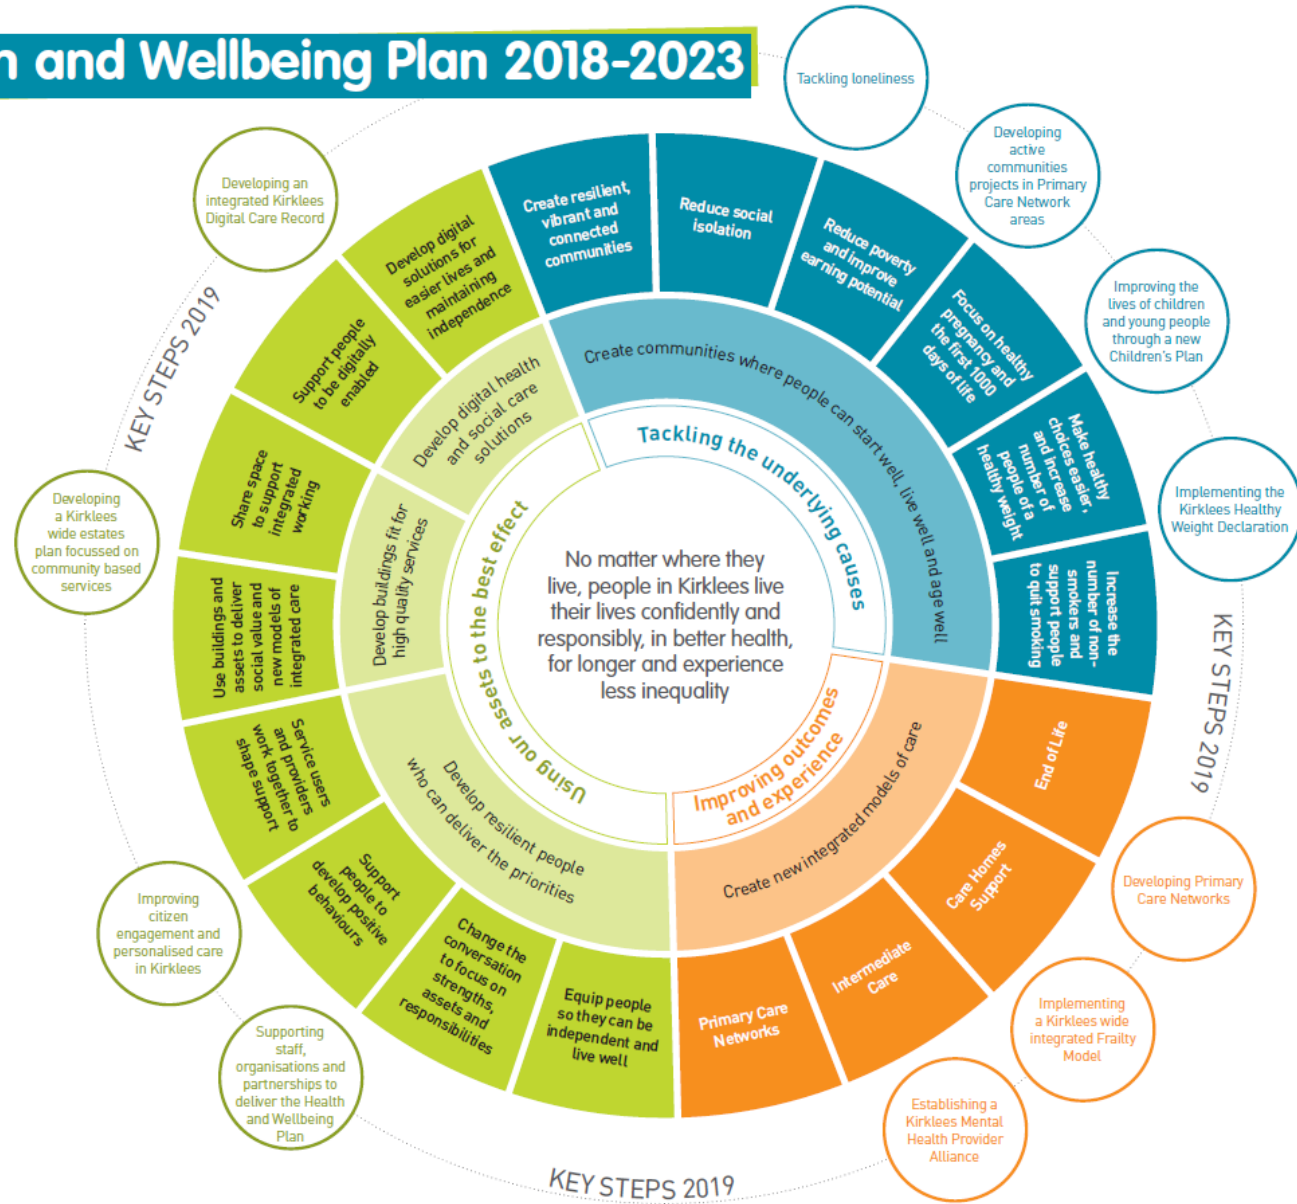 n and Wellbeing Plan 2018-2023
Tackling loneliness
Developing
active
communities
projects in Primary
Care Network
areas
Improving the
lives of children
and young people
through a new
Children's Plan
Implementing the
Kirklees Healthy
Weight Declaration
KEY STEPS 2019
Developing Primary
Care Networks
Implementing
a Kirklees wide
integrated Frailty
Model
Establishing a
Kirklees Mental
Health Provider
Alliance
KEY STEPS 2019
Supporting
staff,
organisations and
partnerships to
deliver the Health
and Wellbeing
Plan
Improving
citizen
engagement and
personalised care
in Kirklees
Developing
a Kirklees
wide estates
plan focussed on
community based
services
KEY STEPS 2019
Developing an
integrated Kirklees
Digital Care Record
Create resilient,
vibrant and
connected
communities
Reduce social
isolation
Reduce poverty
and improve
earning potential
Focus on healthy
pregnancy and
the first 1000
days of life
Make healthy
choices easier,
and increase
number of
people of a
healthy weight
Increase the
number of non-
smokers and
support people
to quit smoking
End of Life
Care Homes
Support
Intermediate
Care
Primary Care
Networks
Equip people
so they can be
independent and
live well
Change the
conversation
to focus on
strengths,
assets and
responsibilities
Support
people to
develop positive
behaviours
Service users
and providers
work together to
shape support
Use buildings and
assets to deliver
social value and
new models of
integrated care
Share space
to support
integrated
working
Support people
to be digitally
enabled
Develop digital
solutions for
easier lives and
maintaining
independence
Create communities where people can start well, live well and age well
Create new integrated models of care
Develop resilient people
who can deliver the priorities
Develop buildings fit for
high quality services
Develop digital health
and social care
solutions
Tackling the underlying causes
Improving outcomes
and experience
Using our assets to the best effect
No matter where they
live, people in Kirklees live
their lives confidently and
responsibly, in better health,
for longer and experience
less inequality